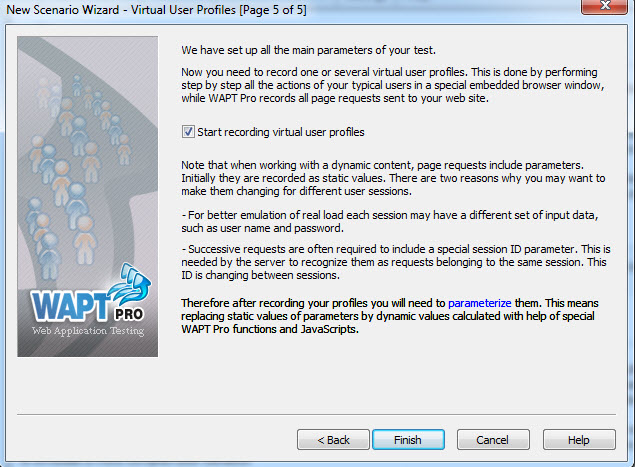 New Scenario Wizard - Virtual User Profiles [Page 5 of 5]
We have set up all the main parameters of your test.
Now you need to record one or several virtual user profiles. This is done by performing
step by step all the actions of your typical users in a special embedded browser window,
while WAPT Pro records all page requests sent to your web site.
Start recording virtual user profiles
Note that when working with a dynamic content, page requests include parameters.
Initially they are recorded as static values. There are two reasons why you may want to
make them changing for different user sessions.
- For better emulation of real load each session may have a different set of input data,
such as user name and password.
- Successive requests are often required to include a special session ID parameter. This is
needed by the server to recognize them as requests belonging to the same session. This
ID is changing between sessions.
Therefore after recording your profiles you will need to parameterize them. This means
replacing static values of parameters by dynamic values calculated with help of special
WAPT Pro functions and JavaScripts.
WAPT PRO
Web Application Testing
< Back Finish Cancel Help